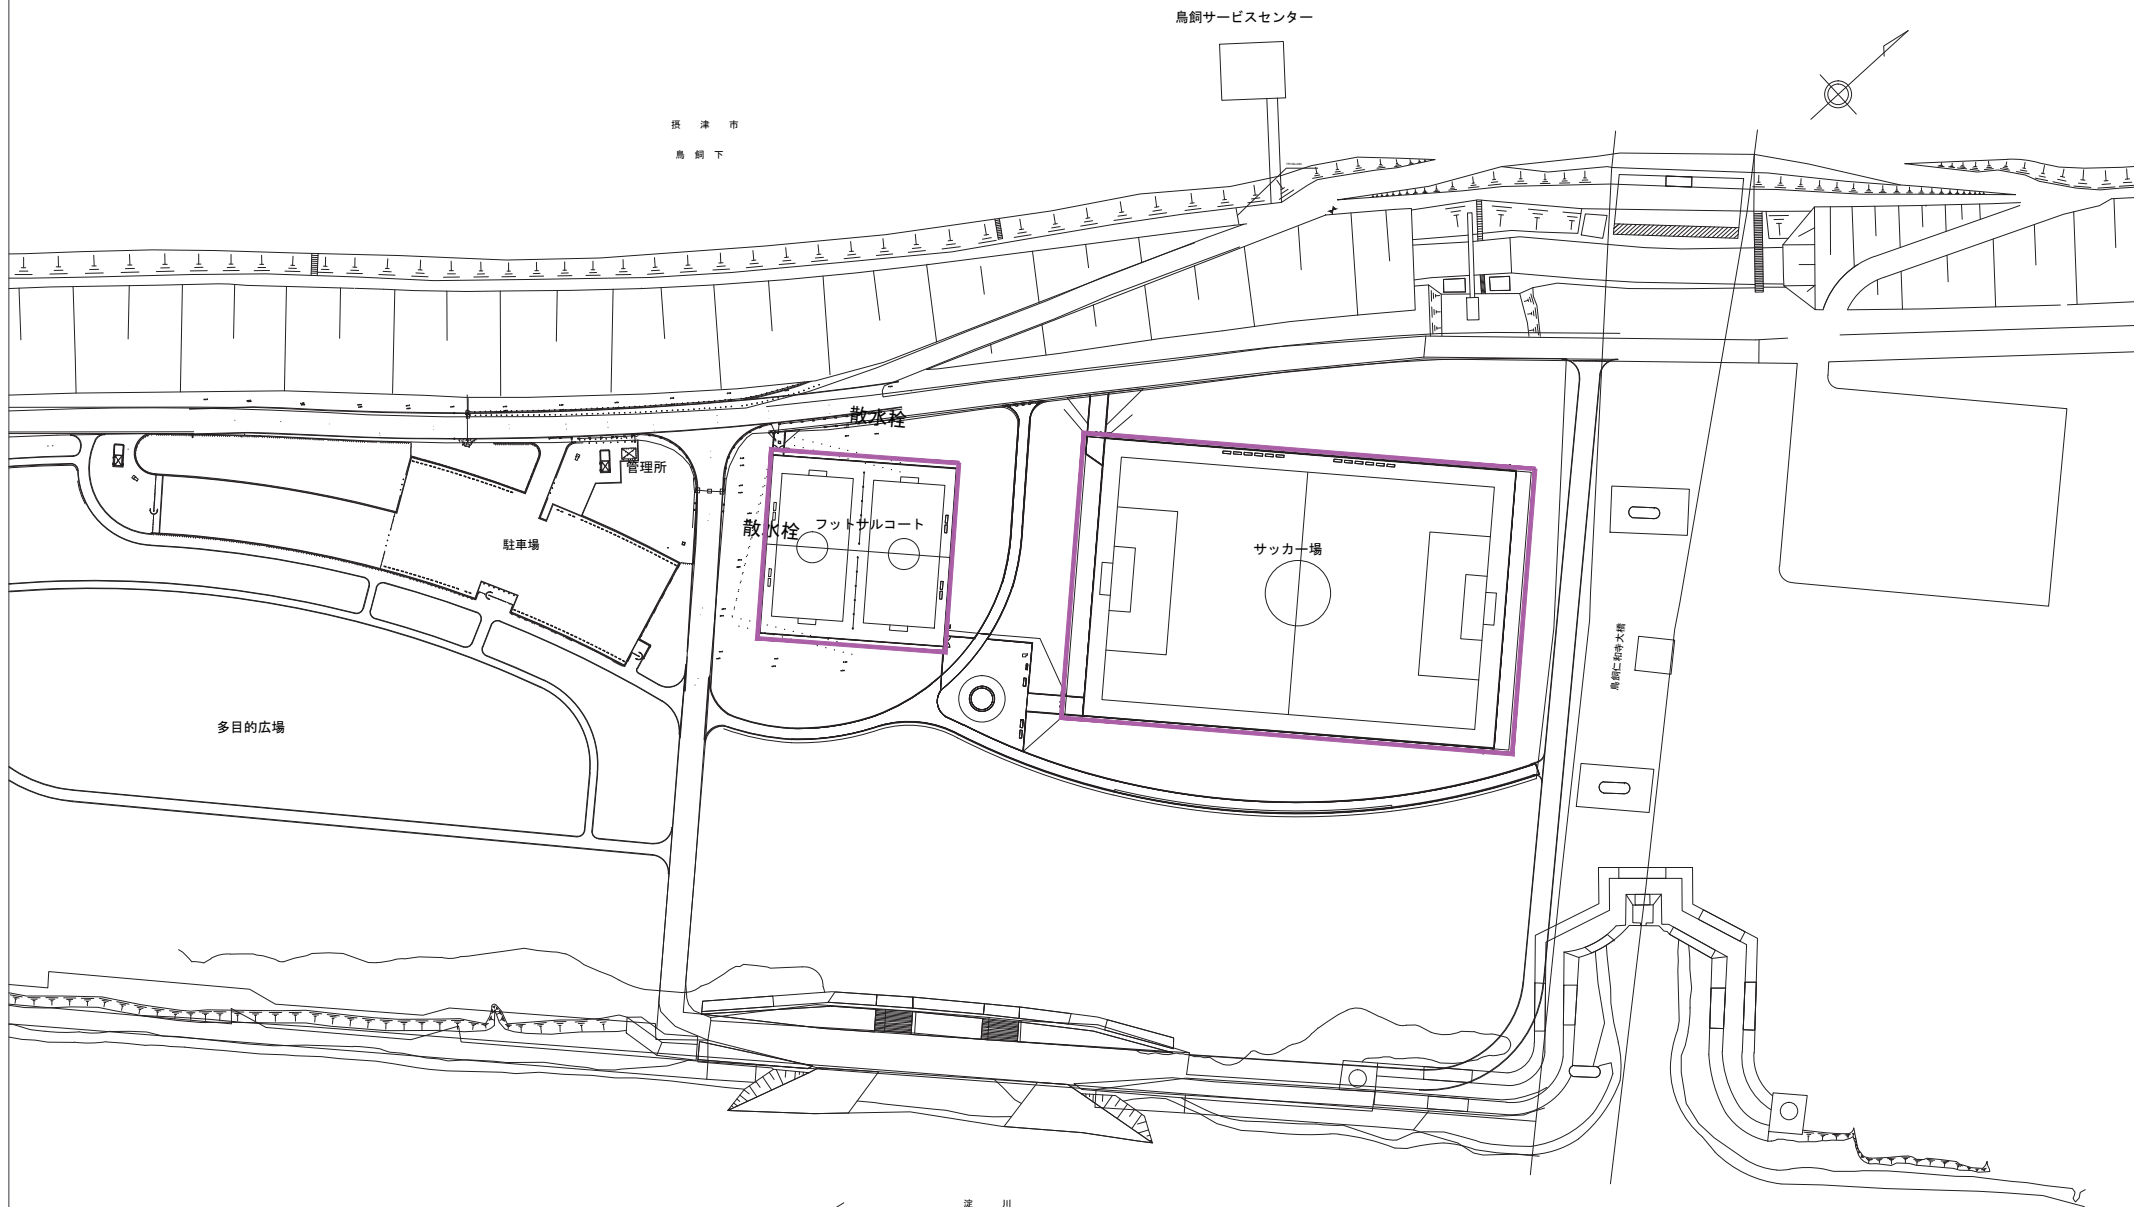 鳥飼サービスセンター
摂 津 市
鳥 飼 下
散水栓
管理所
散水栓
フットサルコート
駐車場
サッカー場
鳥飼仁和寺大橋
多目的広場
淀 川